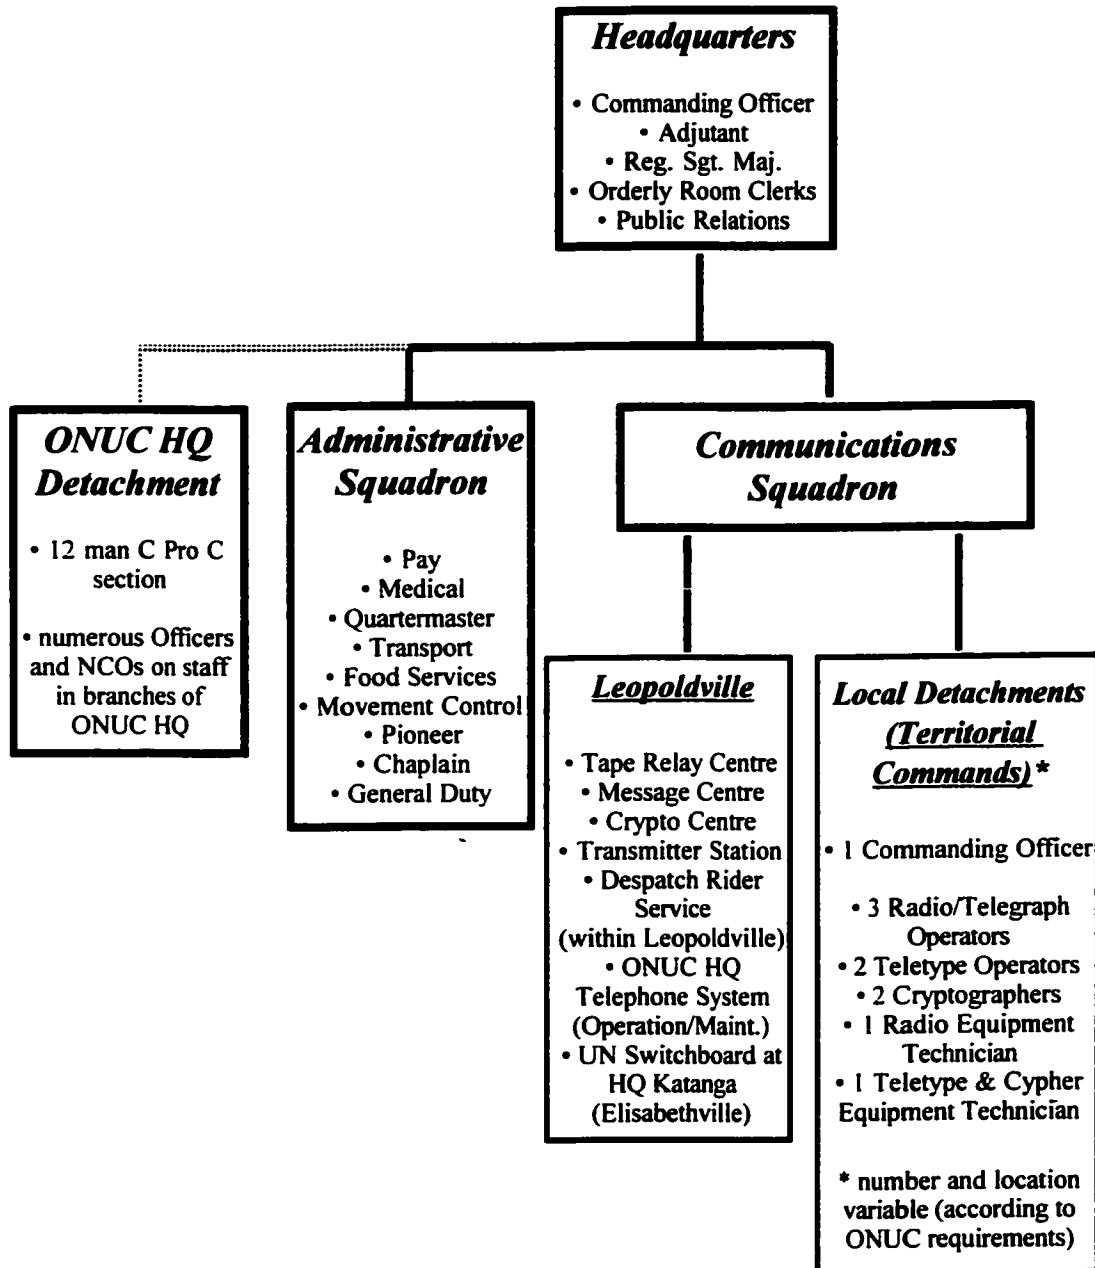 Headquarters
• Commanding Officer
• Adjutant
• Reg. Sgt. Maj.
• Orderly Room Clerks
• Public Relations
ONUC HQ
Detachment
• 12 man C Pro C
section
• numerous Officers
and NCOs on staff
in branches of
ONUC HQ
Administrative
Squadron
• Pay
• Medical
• Quartermaster
• Transport
• Food Services
• Movement Control
• Pioneer
• Chaplain
• General Duty
Communications
Squadron
Leopoldville
• Tape Relay Centre
• Message Centre
• Crypto Centre
• Transmitter Station
• Despatch Rider
Service
(within Leopoldville)
• ONUC HQ
Telephone System
(Operation/Maint.)
• UN Switchboard at
HQ Katanga
(Elisabethville)
Local Detachments
(Territorial
Commands)*
• 1 Commanding Officer
• 3 Radio/Telegraph
Operators
• 2 Teletype Operators
• 2 Cryptographers
• 1 Radio Equipment
Technician
• 1 Teletype & Cypher
Equipment Technician
* number and location
variable (according to
ONUC requirements)